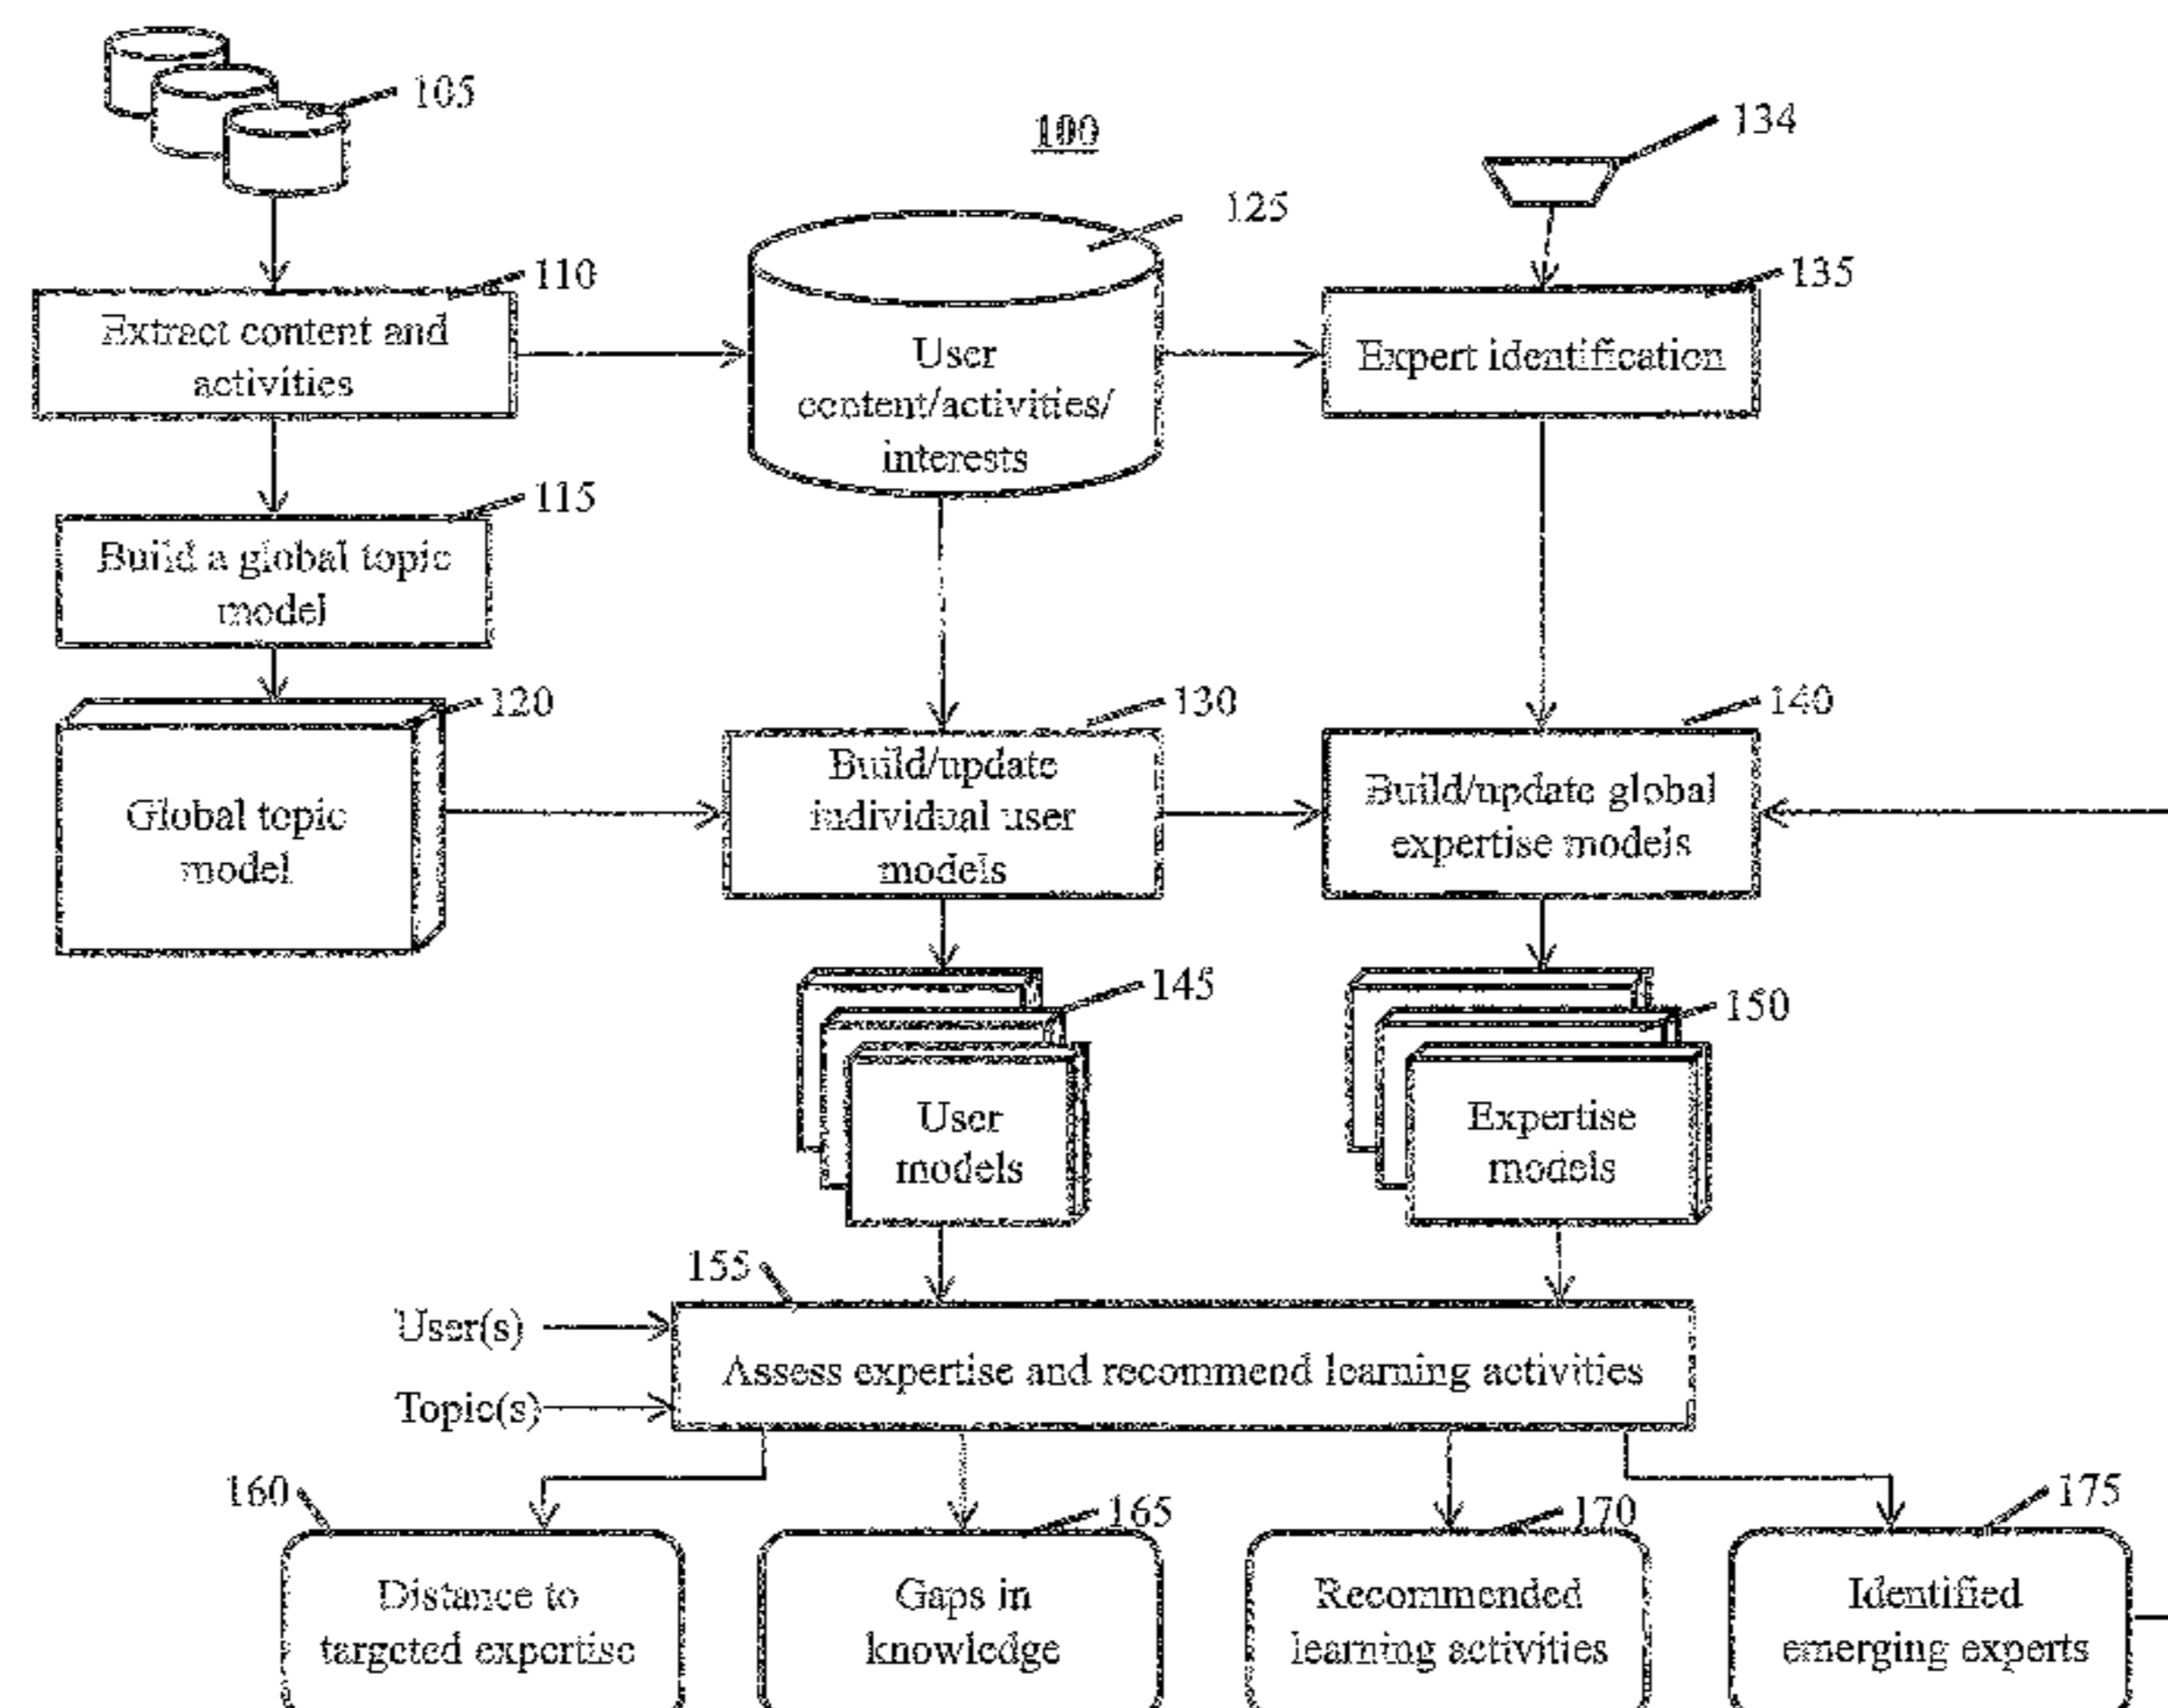 105
100
134
125
110
135
Extract content and
activities
User
content/activities/
interests
Expert identification
115
Build a global topic
model
120
130
140
Global topic
model
Build/update
individual user
models
Build/update global
expertise models
145
150
User
models
Expertise
models
155
User(s)
Assess expertise and recommend learning activities
Topic(s)
160
165
170
175
Distance to
targeted expertise
Gaps in
knowledge
Recommended
learning activities
Identified
emerging experts